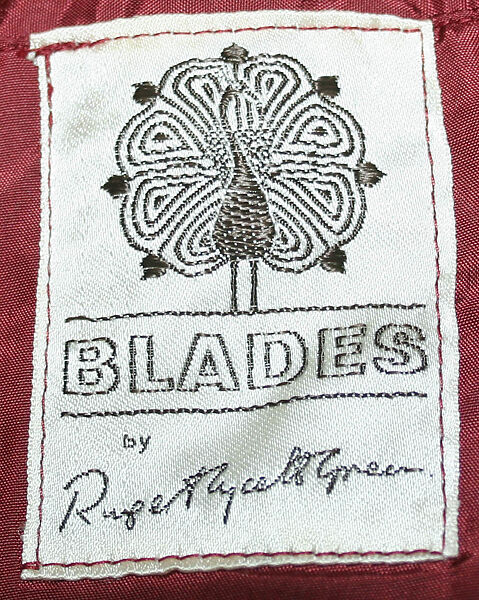 BLADES
by
Rupert Lycett Green.